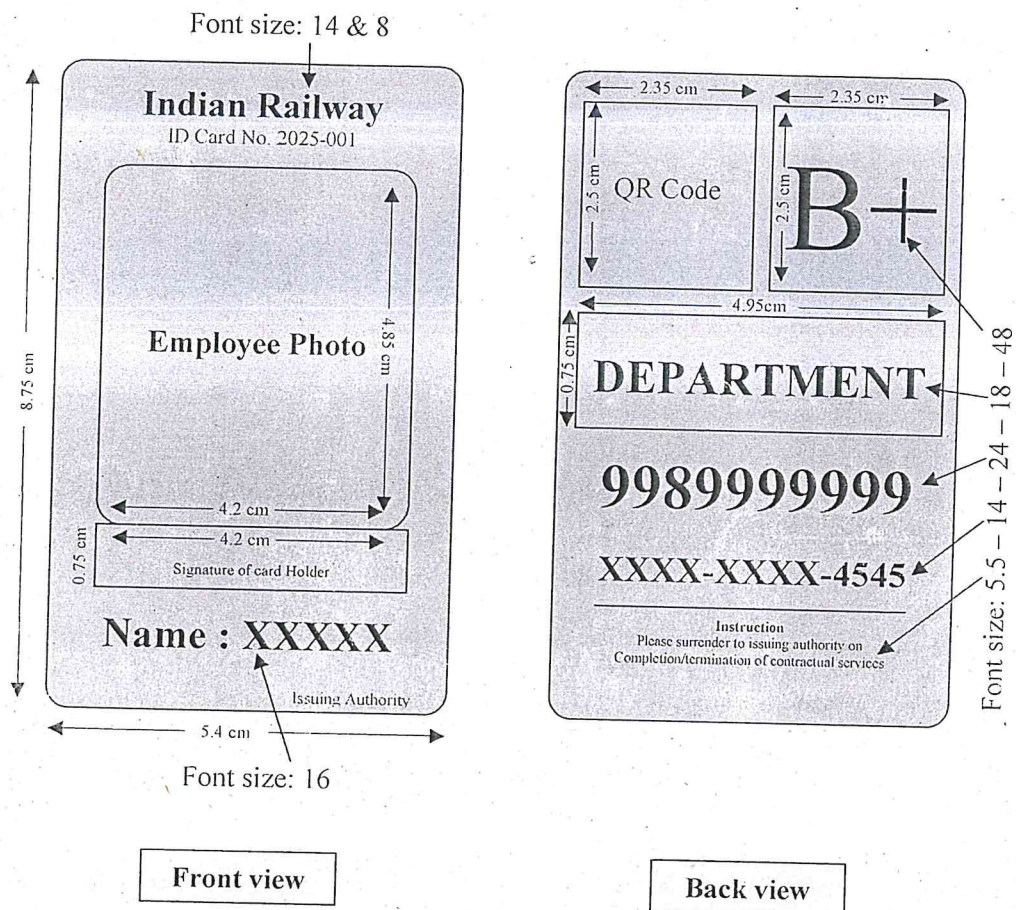 Font size: 14 & 8
Indian Railway
ID Card No. 2025-001
8.75 cm
Employee Photo
4.85 cm
4.2 cm
4.2 cm
0.75 cm
Signature of card Holder
Name : XXXXX
Issuing Authority
5.4 cm
Font size: 16
Front view
2.35 cm
2.35 cm
2.5 cm
QR Code
2.5 cm
B+
4.95cm
0.75 cm
DEPARTMENT
9989999999
XXXX-XXXX-4545
Instruction
Please surrender to issuing authority on
Completion/termination of contractual services
Font size: 5.5 – 14 – 24 – 18 – 48
Back view